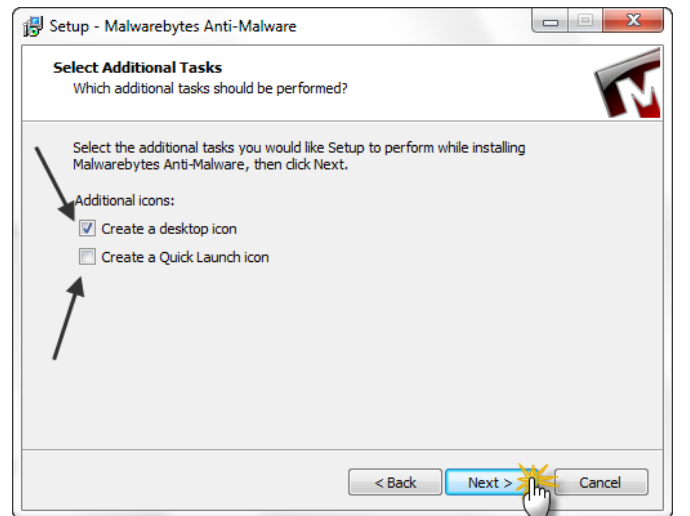 Setup - Malwarebytes Anti-Malware
Select Additional Tasks
Which additional tasks should be performed?
Select the additional tasks you would like Setup to perform while installing
Malwarebytes Anti-Malware, then click Next.
Additional icons:
Create a desktop icon
Create a Quick Launch icon
< Back Next > Cancel